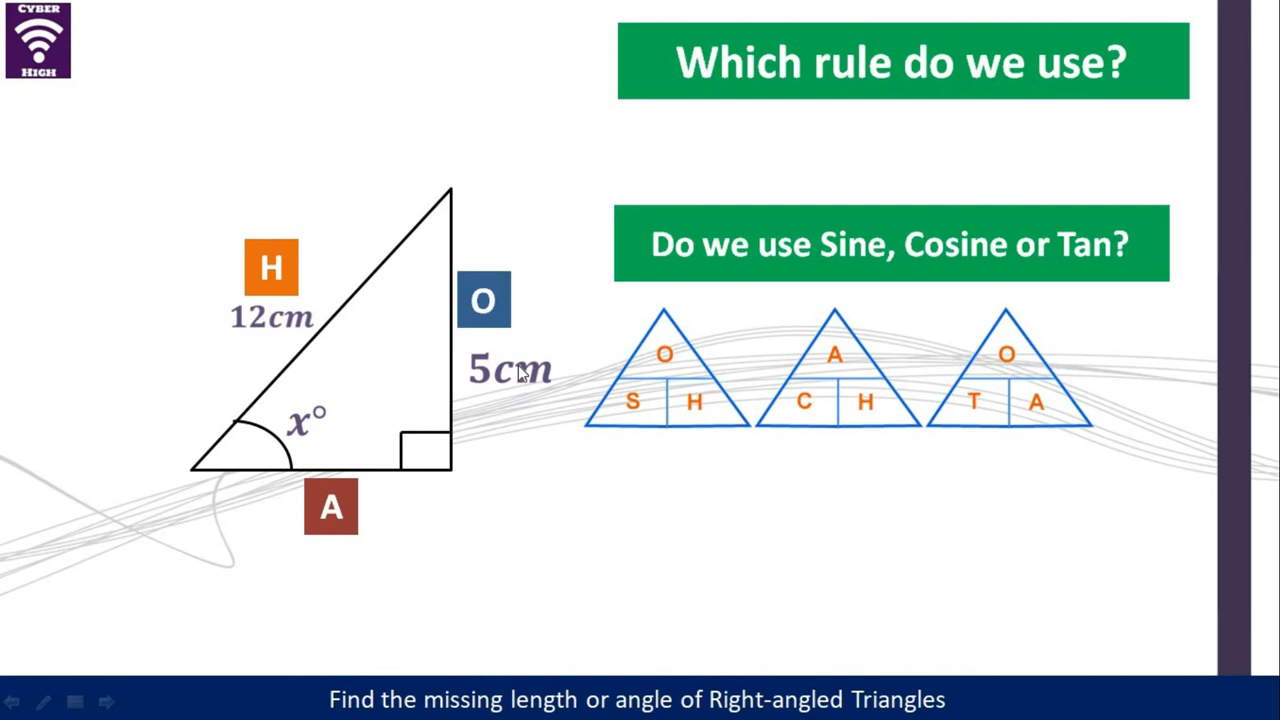 CYBER
HIGH
Which rule do we use?
Do we use Sine, Cosine or Tan?
H
12cm
O
5cm
x°
A
O
S H
A
C H
O
T A
Find the missing length or angle of Right-angled Triangles